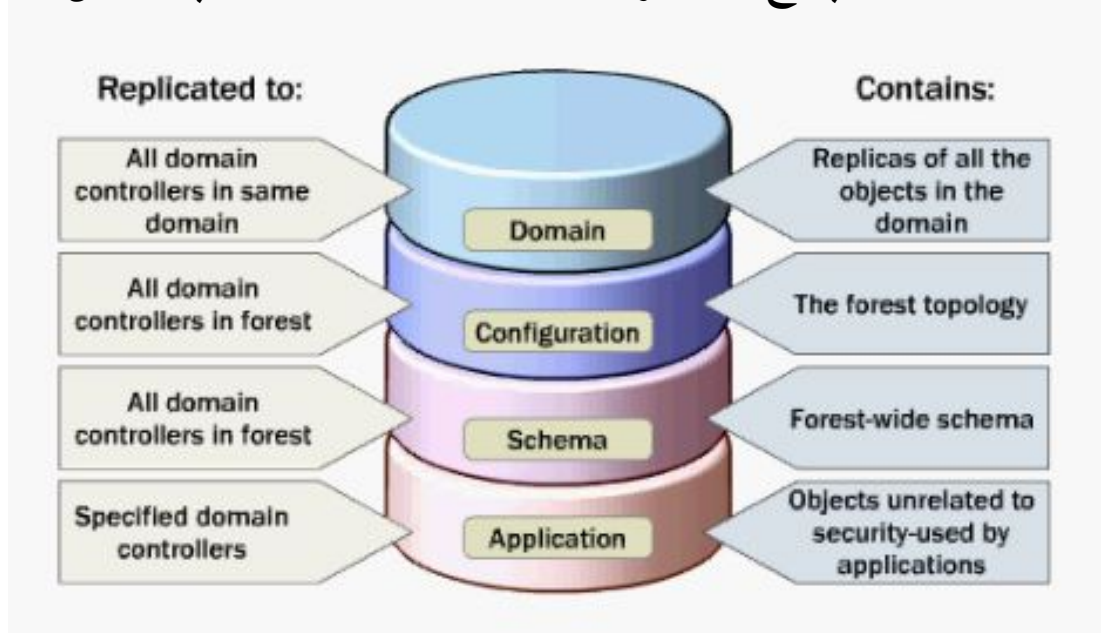 Replicated to:
Contains:
All domain
controllers in same
domain
Domain
Replicas of all the
objects in the
domain
All domain
controllers in forest
Configuration
The forest topology
All domain
controllers in forest
Schema
Forest-wide schema
Specified domain
controllers
Application
Objects unrelated to
security-used by
applications